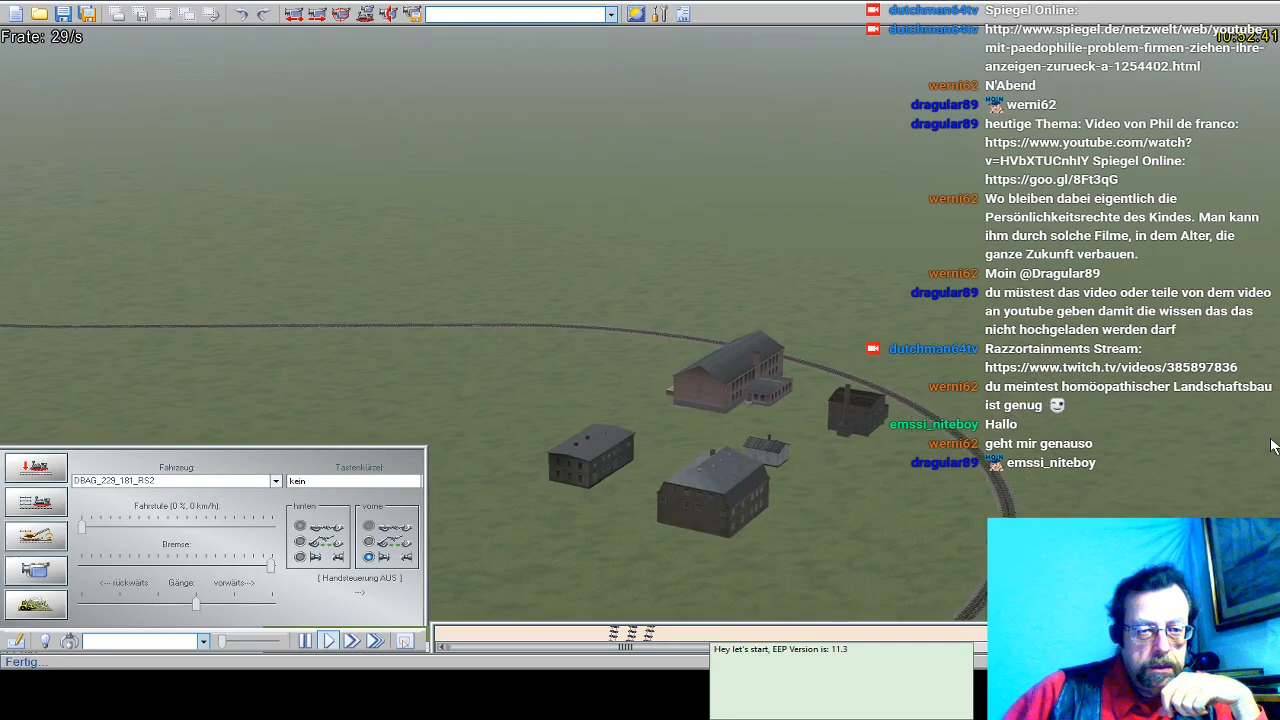 Frate: 29/s
10:52:41
dutchman64tv Spiegel Online:
dutchman64tv http://www.spiegel.de/netzwelt/web/youtube-
mit-paedophilie-problem-firmen-ziehen-ihre-
anzeigen-zurueck-a-1254402.html
werni62 N'Abend
dragular89 MOIN werni62
dragular89 heutige Thema: Video von Phil de franco:
https://www.youtube.com/watch?
v=HVbXTUCnhIY Spiegel Online:
https://goo.gl/8Ft3qG
werni62 Wo bleiben dabei eigentlich die
Persönlichkeitsrechte des Kindes. Man kann
ihm durch solche Filme, in dem Alter, die
ganze Zukunft verbauen.
werni62 Moin @Dragular89
dragular89 du müstest das video oder teile von dem video
an youtube geben damit die wissen das das
nicht hochgeladen werden darf
dutchman64tv Razzortainments Stream:
https://www.twitch.tv/videos/385897836
werni62 du meintest homöopathischer Landschaftsbau
ist genug
emssi_niteboy Hallo
werni62 geht mir genauso
dragular89 MOIN emssi_niteboy
Fahrzeug:
Tastenkürzel:
DBAG_229_181_RS2
kein
Fahrstufe (0 %, 0 km/h):
hinten
vorne
Bremse:
<--- rückwärts Gänge: vorwärts--->
[ Handsteuerung AUS ]
--->
Fertig...
Hey let's start, EEP Version is: 11.3